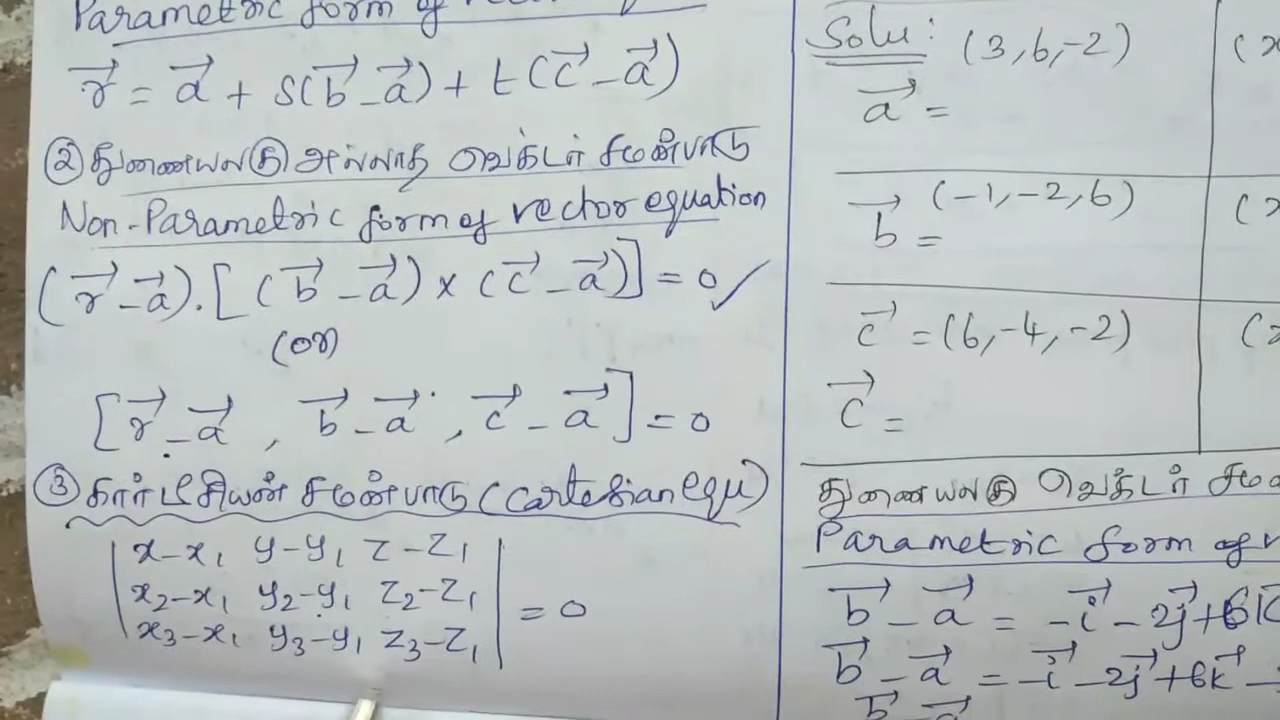 Parametric form of
r⃗ = a⃗ + s(b⃗ - a⃗) + t(c⃗ - a⃗)
② துணையலகு அல்லாத வெக்டர் சமன்பாடு
Non-Parametric form of vector equation
(r⃗ - a⃗).[(b⃗ - a⃗) × (c⃗ - a⃗)] = 0 ✓
(or)
[r⃗ - a⃗ , b⃗ - a⃗ , c⃗ - a⃗] = 0
③ கார்டீசியன் சமன்பாடு (Cartesian equ)
| x-x₁ y-y₁ z-z₁ |
| x₂-x₁ y₂-y₁ z₂-z₁ | = 0
| x₃-x₁ y₃-y₁ z₃-z₁ |
Solu: (3,6,-2)
a⃗ =
(-1,-2,6)
b⃗ =
c⃗ = (6,-4,-2)
c⃗ =
துணையலகு வெக்டர்
Parametric form of
b⃗ - a⃗ = -i⃗ - 2j⃗ + 6k⃗
b⃗ - a⃗ = -i⃗ - 2j⃗ + 6k⃗ -
b⃗ - a⃗